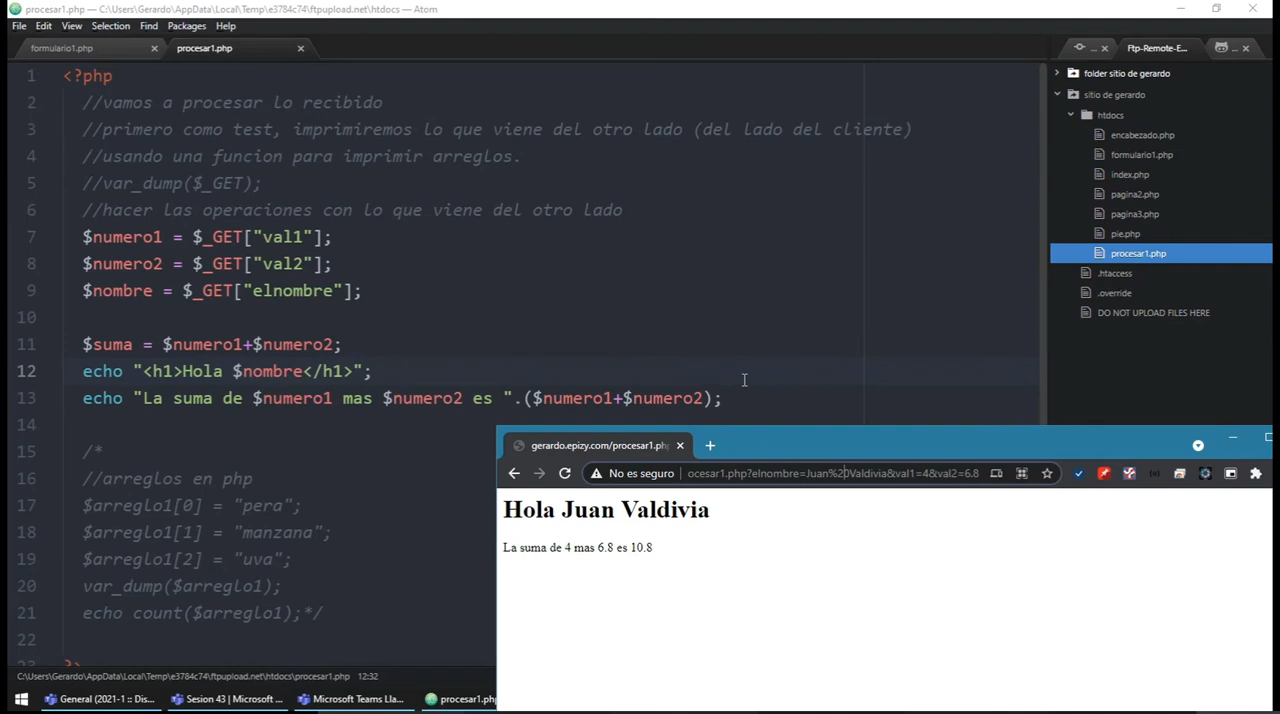 procesar1.php — C:\Users\Gerardo\AppData\Local\Temp\e3784c74\ftpupload.net\htdocs — Atom
File Edit View Selection Find Packages Help
formulario1.php procesar1.php ... Ftp-Remote-E... ...
1 <?php
2 //vamos a procesar lo recibido
3 //primero como test, imprimiremos lo que viene del otro lado (del lado del cliente)
4 //usando una funcion para imprimir arreglos.
5 //var_dump($_GET);
6 //hacer las operaciones con lo que viene del otro lado
7 $numero1 = $_GET["val1"];
8 $numero2 = $_GET["val2"];
9 $nombre = $_GET["elnombre"];
10
11 $suma = $numero1+$numero2;
12 echo "<h1>Hola $nombre</h1>";
13 echo "La suma de $numero1 mas $numero2 es ".($numero1+$numero2);
14
15 /*
16 //arreglos en php
17 $arreglo1[0] = "pera";
18 $arreglo1[1] = "manzana";
19 $arreglo1[2] = "uva";
20 var_dump($arreglo1);
21 echo count($arreglo1);*/
22
23 ?>
folder sitio de gerardo
sitio de gerardo
htdocs
encabezado.php
formulario1.php
index.php
pagina2.php
pagina3.php
pie.php
procesar1.php
.htaccess
.override
DO NOT UPLOAD FILES HERE
gerardo.epizy.com/procesar1.ph
No es seguro ocesar1.php?elnombre=Juan%20Valdivia&val1=4&val2=6.8
Hola Juan Valdivia
La suma de 4 mas 6.8 es 10.8
C:\Users\Gerardo\AppData\Local\Temp\e3784c74\ftpupload.net\htdocs\procesar1.php 12:32
General (2021-1 :: Dis... Sesion 43 | Microsoft ... Microsoft Teams Lla... procesar1.php